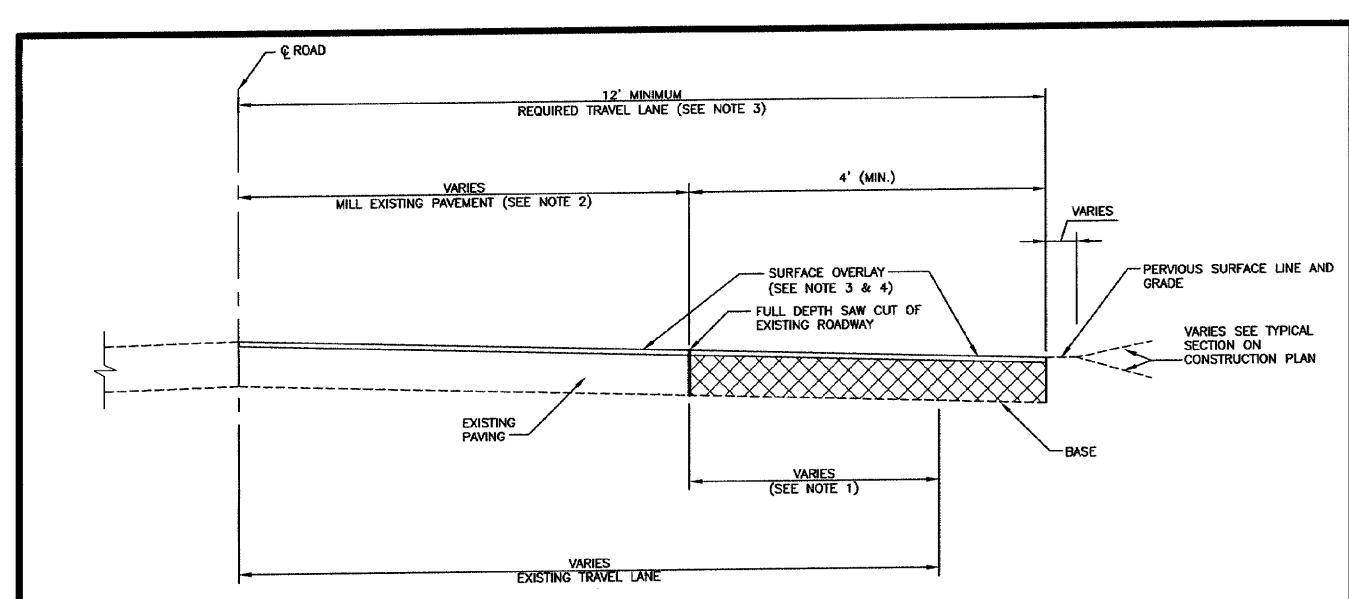 ℄ ROAD
12' MINIMUM
REQUIRED TRAVEL LANE (SEE NOTE 3)
VARIES
MILL EXISTING PAVEMENT (SEE NOTE 2)
4' (MIN.)
VARIES
SURFACE OVERLAY
(SEE NOTE 3 & 4)
PERVIOUS SURFACE LINE AND
GRADE
FULL DEPTH SAW CUT OF
EXISTING ROADWAY
VARIES SEE TYPICAL
SECTION ON
CONSTRUCTION PLAN
EXISTING
PAVING
BASE
VARIES
(SEE NOTE 1)
VARIES
EXISTING TRAVEL LANE